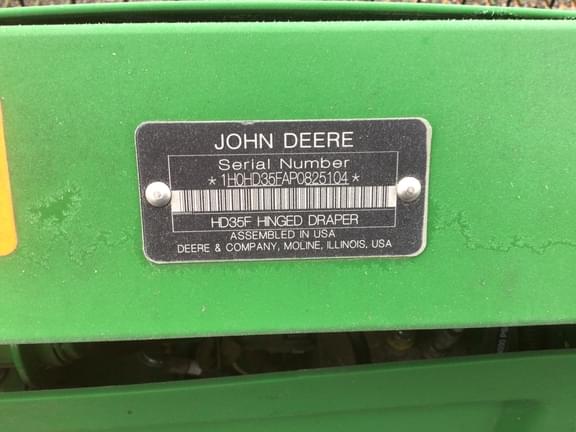 JOHN DEERE
Serial Number
*1H0HD35FAP0825104*
HD35F HINGED DRAPER
ASSEMBLED IN USA
DEERE & COMPANY, MOLINE, ILLINOIS, USA